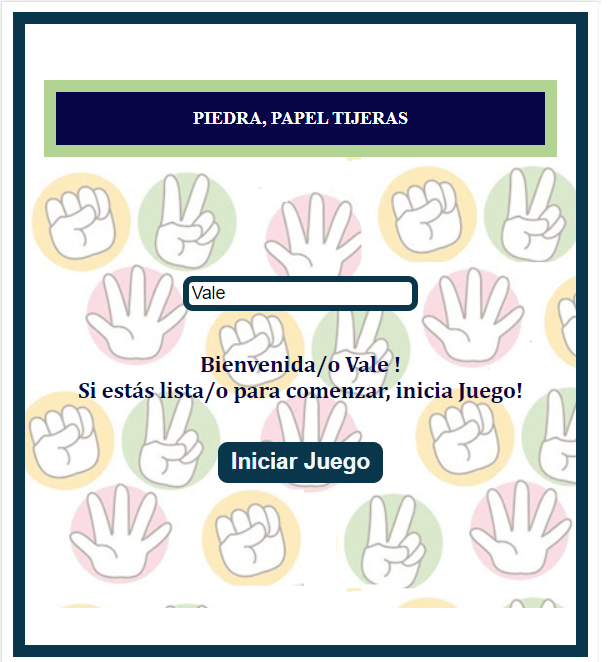 PIEDRA, PAPEL TIJERAS
Vale
Bienvenida/o Vale !
Si estás lista/o para comenzar, inicia Juego!
Iniciar Juego